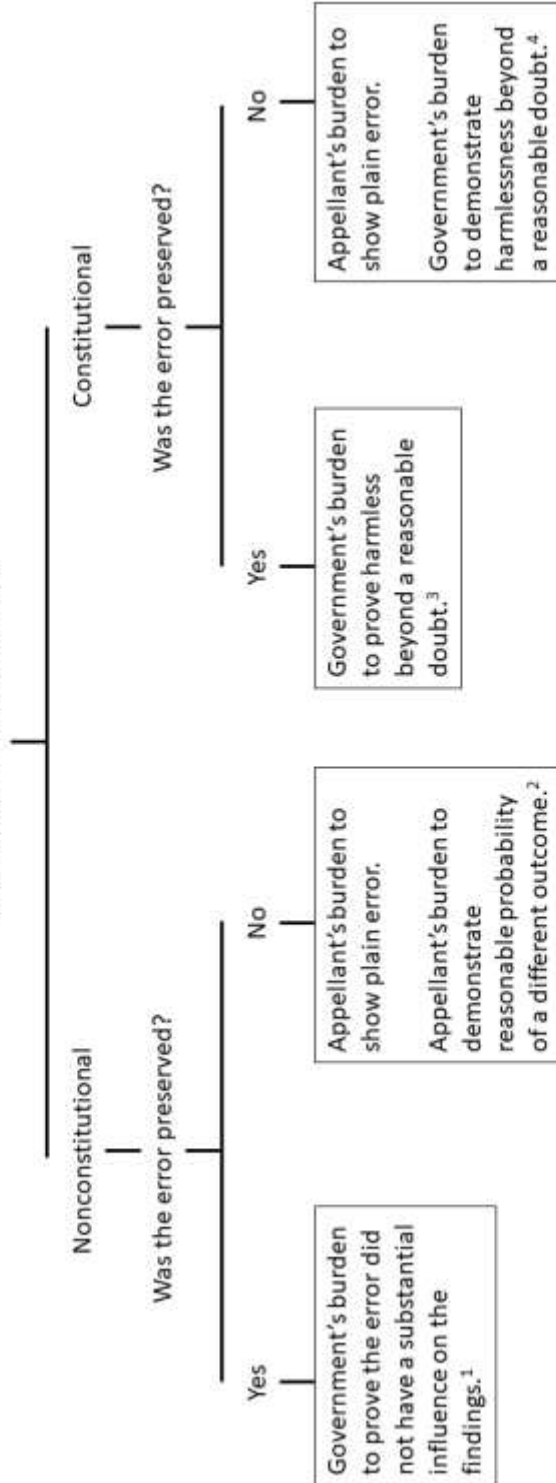 Nonconstitutional
Constitutional
Was the error preserved?
Was the error preserved?
Yes
No
Yes
No
Government's burden
to prove the error did
not have a substantial
influence on the
findings.1
Appellant's burden to
show plain error.
Appellant's burden to
demonstrate
reasonable probability
of a different outcome.2
Government's burden
to prove harmless
beyond a reasonable
doubt.3
Appellant's burden to
show plain error.
Government's burden
to demonstrate
harmlessness beyond
a reasonable doubt.4